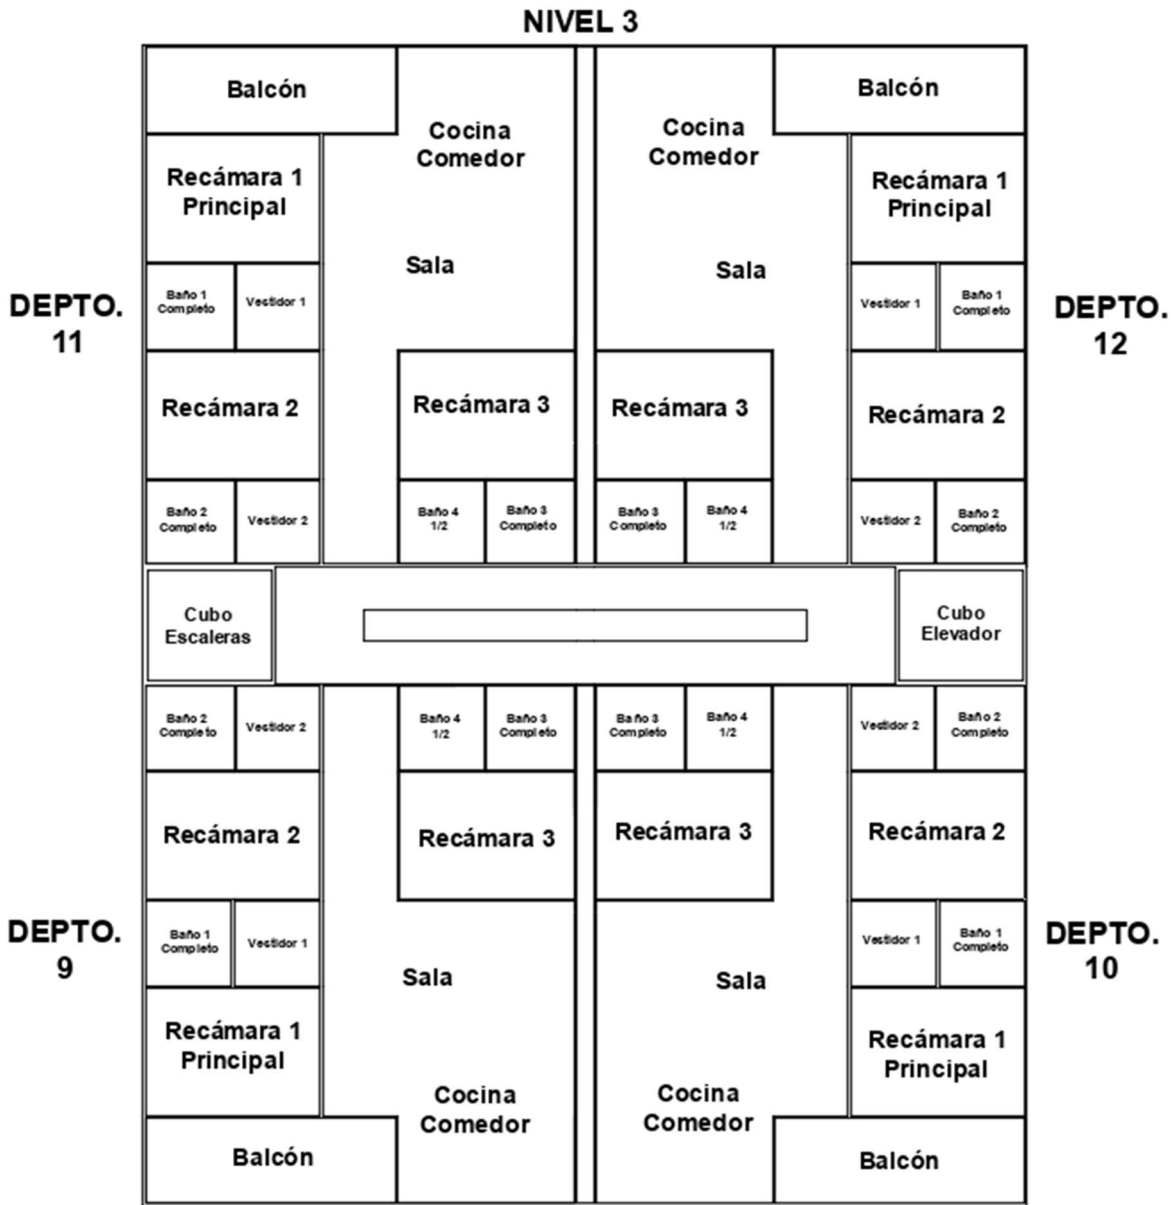 NIVEL 3
Balcón
Cocina
Comedor
Cocina
Comedor
Balcón
Recámara 1
Principal
Recámara 1
Principal
Sala
Sala
DEPTO.
11
Baño 1
Completo
Vestidor 1
Vestidor 1
Baño 1
Completo
DEPTO.
12
Recámara 2
Recámara 3
Recámara 3
Recámara 2
Baño 2
Completo
Vestidor 2
Baño 4
1/2
Baño 3
Completo
Baño 3
Completo
Baño 4
1/2
Vestidor 2
Baño 2
Completo
Cubo
Escaleras
Cubo
Elevador
Baño 2
Completo
Vestidor 2
Baño 4
1/2
Baño 3
Completo
Baño 3
Completo
Baño 4
1/2
Vestidor 2
Baño 2
Completo
Recámara 2
Recámara 3
Recámara 3
Recámara 2
DEPTO.
9
Baño 1
Completo
Vestidor 1
Vestidor 1
Baño 1
Completo
DEPTO.
10
Sala
Sala
Recámara 1
Principal
Recámara 1
Principal
Cocina
Comedor
Cocina
Comedor
Balcón
Balcón